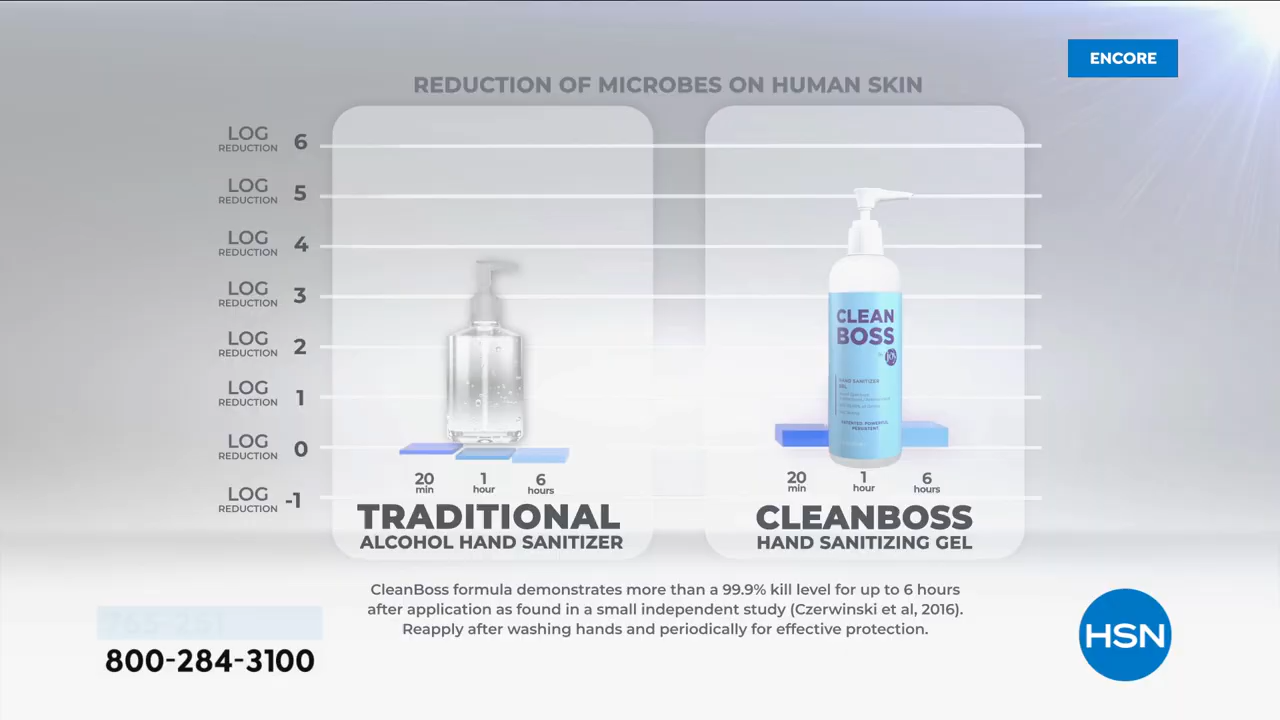 ENCORE
REDUCTION OF MICROBES ON HUMAN SKIN
LOG
REDUCTION 6
LOG
REDUCTION 5
LOG
REDUCTION 4
LOG
REDUCTION 3
LOG
REDUCTION 2
LOG
REDUCTION 1
LOG
REDUCTION 0
LOG
REDUCTION -1
CLEAN
BOSS
HAND SANITIZER
GEL
PATENTED. POWERFUL.
PERSISTENT
20 1 6
min hour hours
TRADITIONAL
ALCOHOL HAND SANITIZER
20 1 6
min hour hours
CLEANBOSS
HAND SANITIZING GEL
CleanBoss formula demonstrates more than a 99.9% kill level for up to 6 hours
after application as found in a small independent study (Czerwinski et al, 2016).
Reapply after washing hands and periodically for effective protection.
800-284-3100
HSN